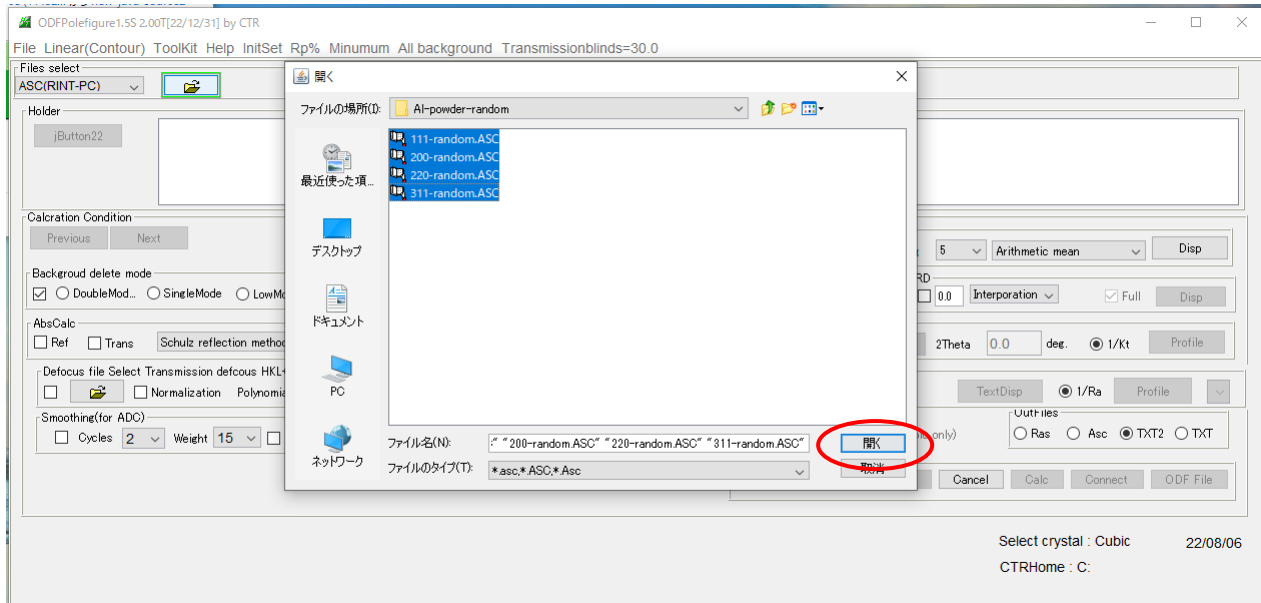 ODFPolefigure1.5S 2.00T[22/12/31] by CTR
File Linear(Contour) ToolKit Help InitSet Rp% Minumum All background Transmissionblinds=30.0
Files select
ASC(RINT-PC)
Holder
jButton22
開く
ファイルの場所(I):
Al-powder-random
111-random.ASC
200-random.ASC
220-random.ASC
311-random.ASC
最近使った項...
デスクトップ
ドキュメント
PC
ネットワーク
ファイル名(N):
" "200-random.ASC" "220-random.ASC" "311-random.ASC"
開く
ファイルのタイプ(T):
*.asc,*.ASC,*.Asc
取消
Calcration Condition
Previous Next
5 Arithmetic mean Disp
Backgroud delete mode
DoubleMod... SingleMode LowMo
RD
0.0 Interporation Full Disp
AbsCalc
Ref Trans Schulz reflection method
2Theta 0.0 deg. 1/Kt Profile
Defocus file Select Transmission defcous HKL+
Normalization Polynomia
TextDisp 1/Ra Profile
Smoothing(for ADC)
Cycles 2 Weight 15
only)
OutFiles
Ras Asc TXT2 TXT
Cancel Calc Connect ODF File
Select crystal : Cubic 22/08/06
CTRHome : C: